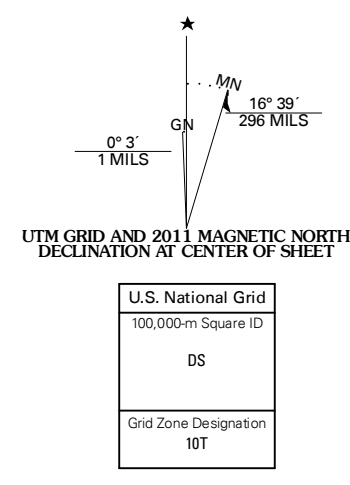 MN
16° 39´
296 MILS
GN
0° 3´
1 MILS
UTM GRID AND 2011 MAGNETIC NORTH
DECLINATION AT CENTER OF SHEET
U.S. National Grid
100,000-m Square ID
DS
Grid Zone Designation
10T